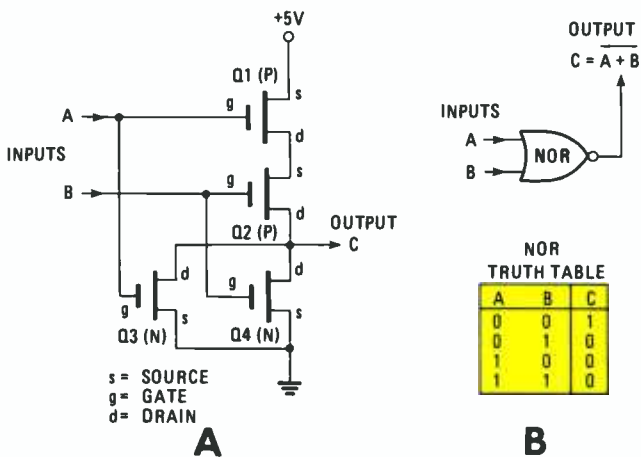 +5V
Q1 (P)
s
g
d
A
INPUTS
B
s
g
d
Q2 (P)
OUTPUT
C
d
g
s
Q3 (N)
d
g
s
Q4 (N)
s = SOURCE
g = GATE
d = DRAIN
A
OUTPUT
C = A + B
INPUTS
A
B
NOR
NOR
TRUTH TABLE
A B C
0 0 1
0 1 0
1 0 0
1 1 0
B